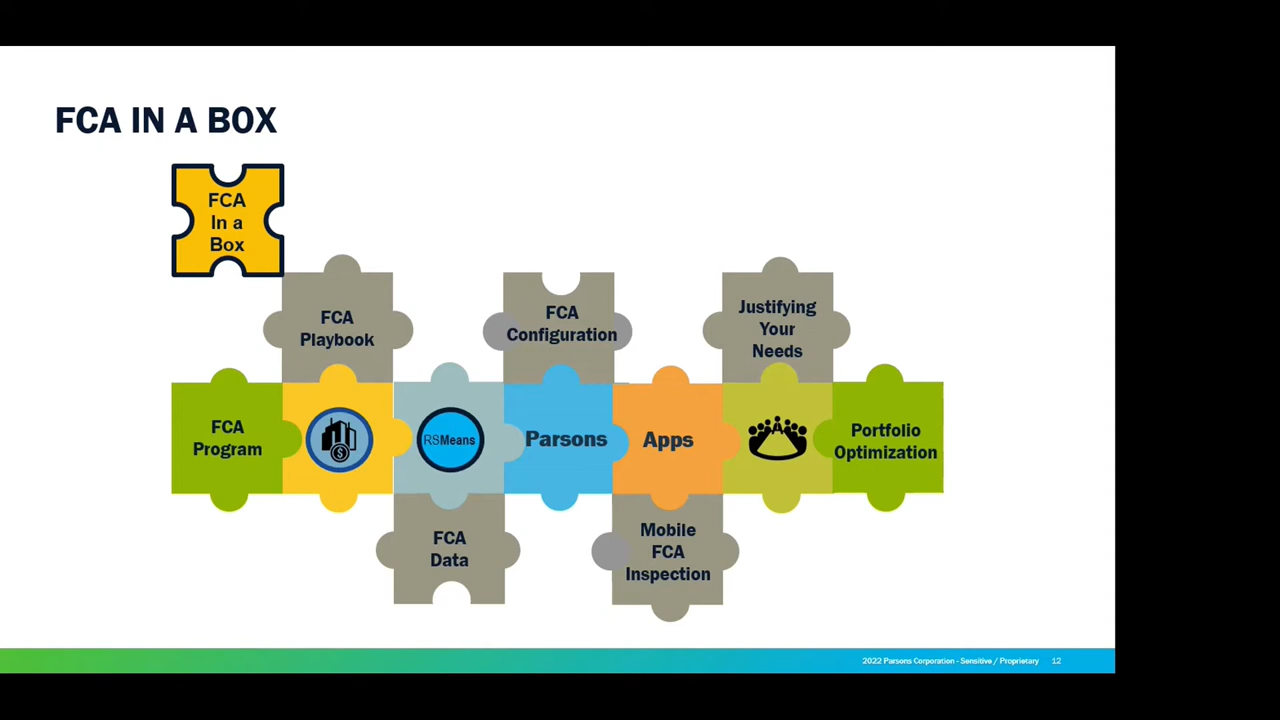 FCA IN A BOX
FCA
In a
Box
FCA
Playbook
FCA
Configuration
Justifying
Your
Needs
FCA
Program
$
RSMeans
Parsons
Apps
Portfolio
Optimization
FCA
Data
Mobile
FCA
Inspection
2022 Parsons Corporation - Sensitive / Proprietary 12